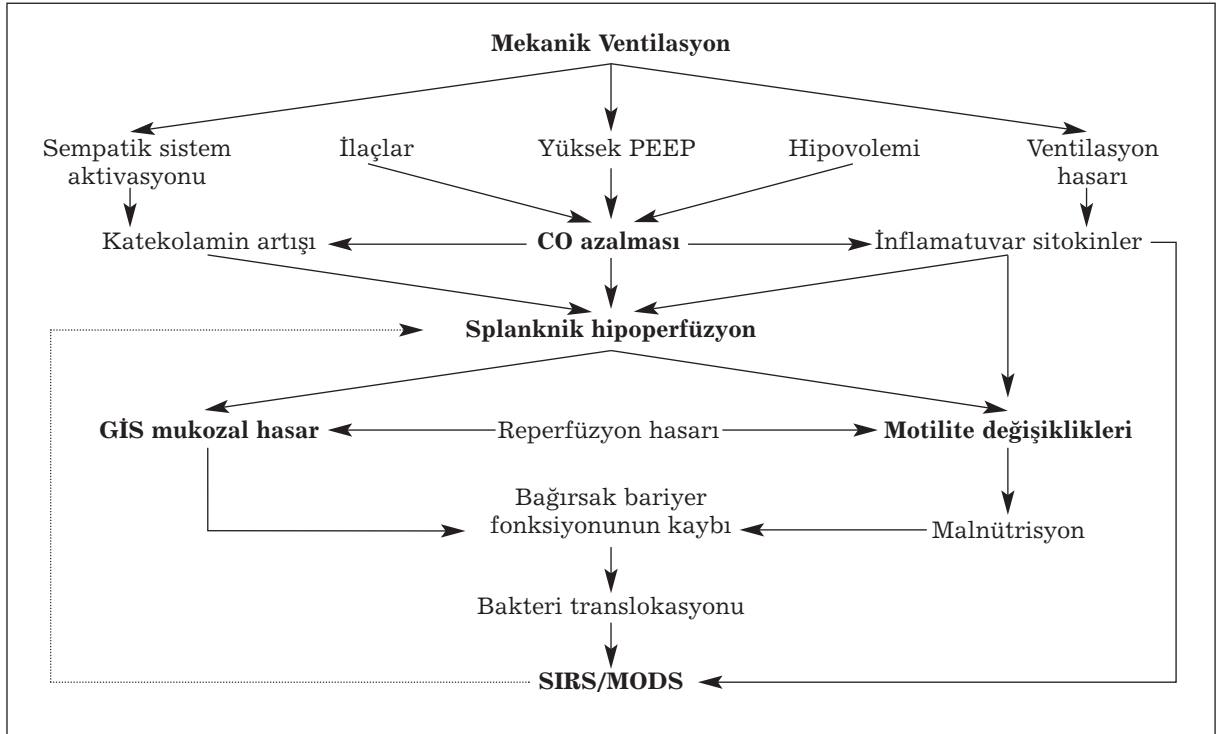 Mekanik Ventilasyon
Sempatik sistem
aktivasyonu
İlaçlar
Yüksek PEEP
Hipovolemi
Ventilasyon
hasarı
Katekolamin artışı
CO azalması
İnflamatuvar sitokinler
Splanknik hipoperfüzyon
GİS mukozal hasar
Reperfüzyon hasarı
Motilite değişiklikleri
Bağırsak bariyer
fonksiyonunun kaybı
Malnütrisyon
Bakteri translokasyonu
SIRS/MODS